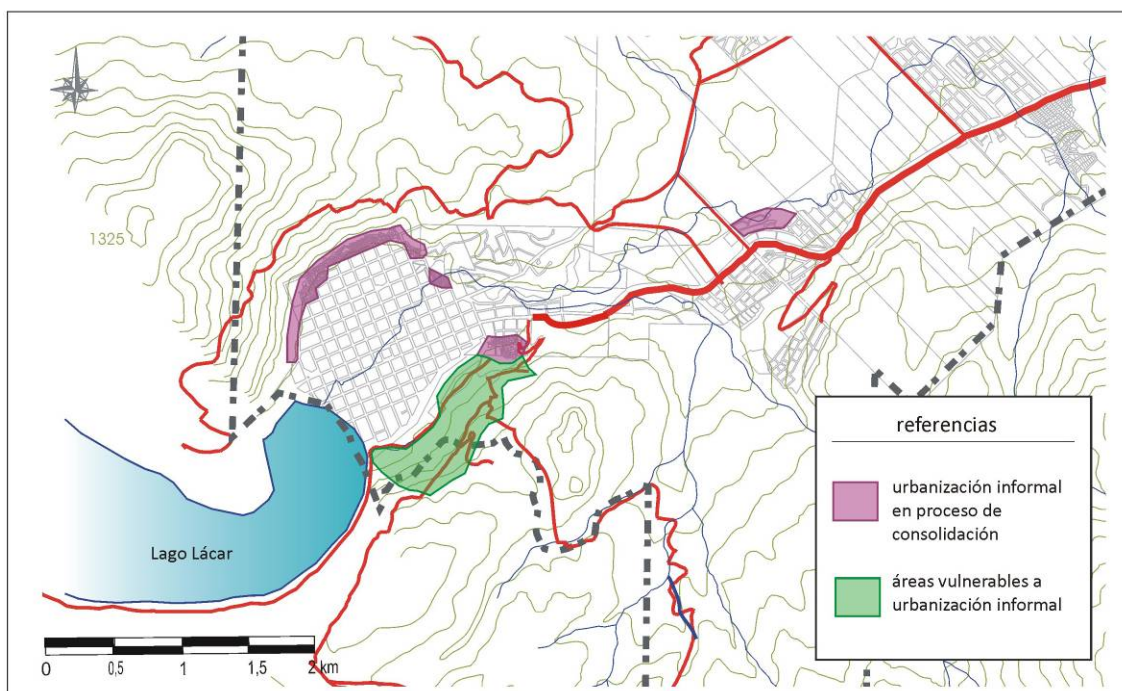 1325
Lago Lácar
0 0,5 1 1,5 2 km
referencias
urbanización informal
en proceso de
consolidación
áreas vulnerables a
urbanización informal